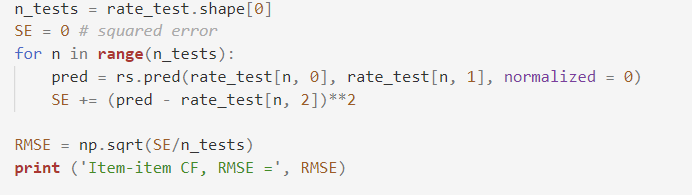 n_tests = rate_test.shape[0]
SE = 0 # squared error
for n in range(n_tests):
    pred = rs.pred(rate_test[n, 0], rate_test[n, 1], normalized = 0)
    SE += (pred - rate_test[n, 2])**2

RMSE = np.sqrt(SE/n_tests)
print ('Item-item CF, RMSE =', RMSE)